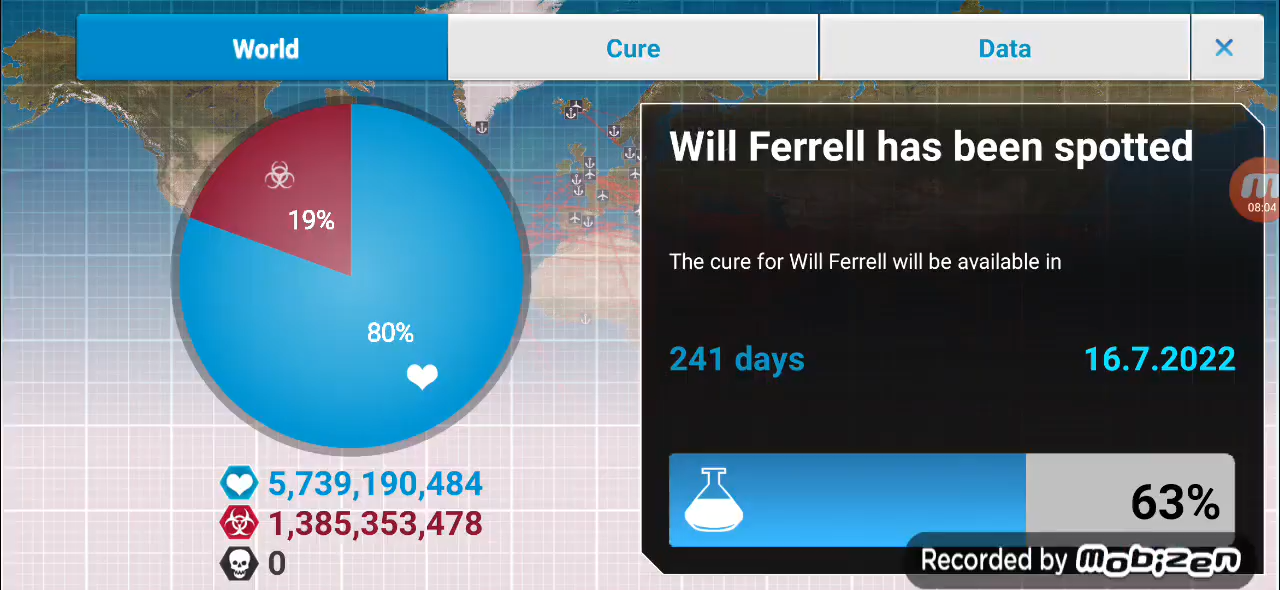 World
Cure
Data
Will Ferrell has been spotted
08:04
19%
The cure for Will Ferrell will be available in
80%
241 days
16.7.2022
5,739,190,484
1,385,353,478
0
63%
Recorded by Mobizen